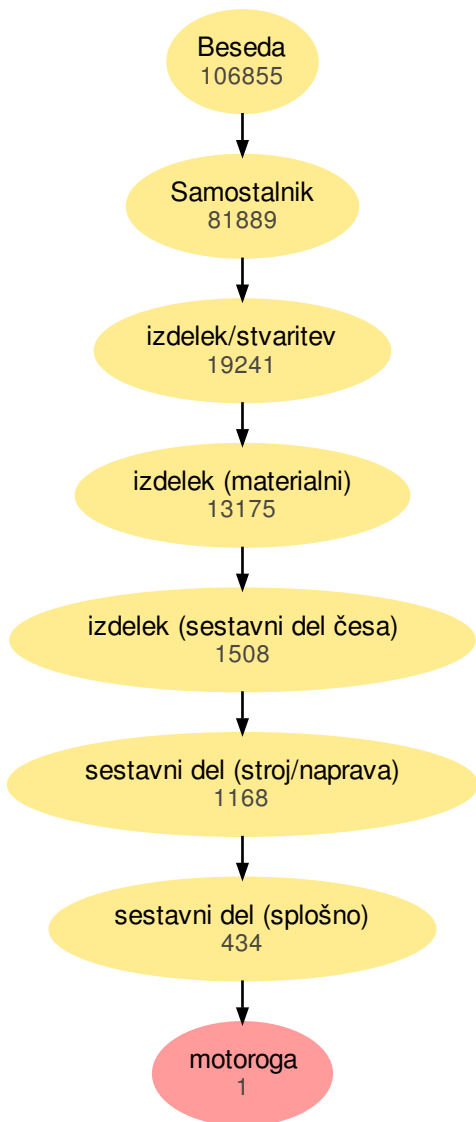 Beseda
106855
Samostalnik
81889
izdelek/stvaritev
19241
izdelek (materialni)
13175
izdelek (sestavni del česa)
1508
sestavni del (stroj/naprava)
1168
sestavni del (splošno)
434
motoroga
1